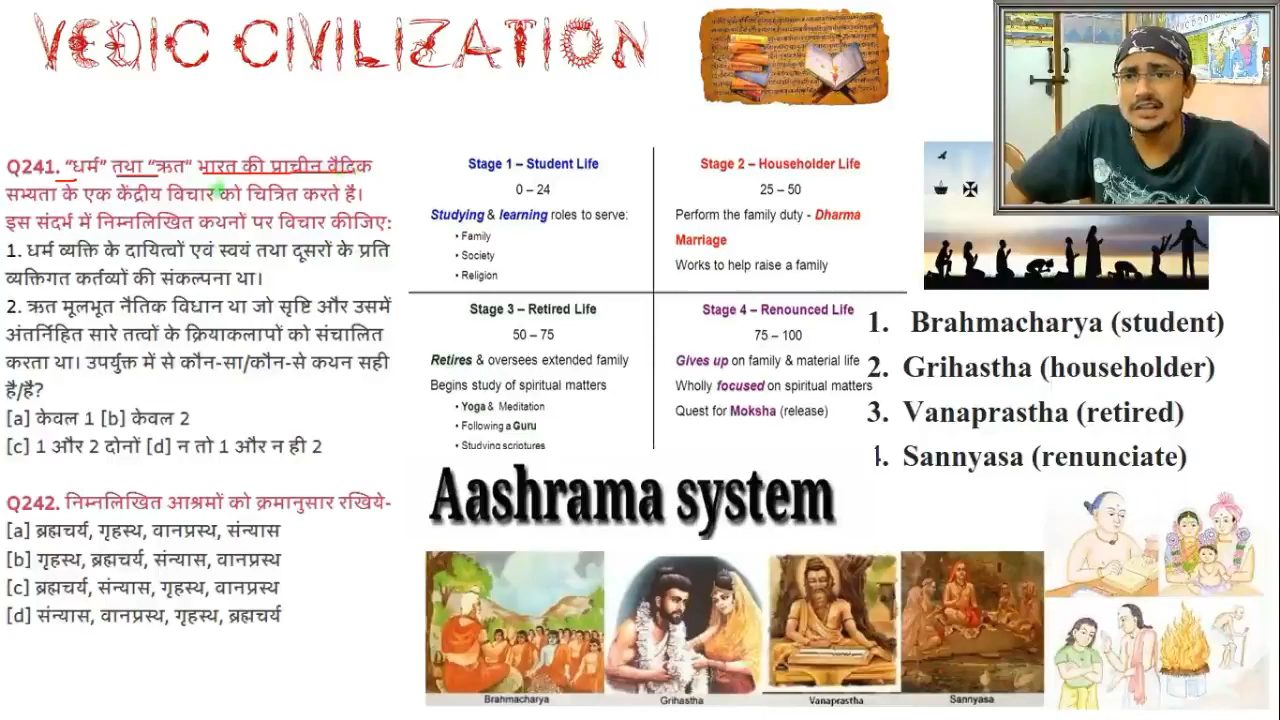 VEDIC CIVILIZATION
Q241. “धर्म” तथा “ऋत“ भारत की प्राचीन वैदिक
सभ्यता के एक केंद्रीय विचार को चित्रित करते है।
इस संदर्भ में निम्नलिखित कथनों पर विचार कीजिए:
1. धर्म व्यक्ति के दायित्वों एवं स्वयं तथा दूसरों के प्रति
व्यक्तिगत कर्तव्यों की संकल्पना था।
2. ऋत मूलभूत नैतिक विधान था जो सृष्टि और उसमें
अंतर्निहित सारे तत्वों के क्रियाकलापों को संचालित
करता था। उपर्युक्त में से कौन-सा/कौन-से कथन सही
है/है?
[a] केवल 1 [b] केवल 2
[c] 1 और 2 दोनों [d] न तो 1 और न ही 2
Q242. निम्नलिखित आश्रमों को क्रमानुसार रखिये-
[a] ब्रह्मचर्य, गृहस्थ, वानप्रस्थ, संन्यास
[b] गृहस्थ, ब्रह्मचर्य, संन्यास, वानप्रस्थ
[c] ब्रह्मचर्य, संन्यास, गृहस्थ, वानप्रस्थ
[d] संन्यास, वानप्रस्थ, गृहस्थ, ब्रह्मचर्य
Stage 1 – Student Life
0 – 24
Studying & learning roles to serve:
• Family
• Society
• Religion
Stage 2 – Householder Life
25 – 50
Perform the family duty - Dharma
Marriage
Works to help raise a family
Stage 3 – Retired Life
50 – 75
Retires & oversees extended family
Begins study of spiritual matters
• Yoga & Meditation
• Following a Guru
• Studying scriptures
Stage 4 – Renounced Life
75 – 100
Gives up on family & material life
Wholly focused on spiritual matters
Quest for Moksha (release)
1. Brahmacharya (student)
2. Grihastha (householder)
3. Vanaprastha (retired)
4. Sannyasa (renunciate)
Aashrama system
Brahmacharya
Grihastha
Vanaprastha
Sannyasa